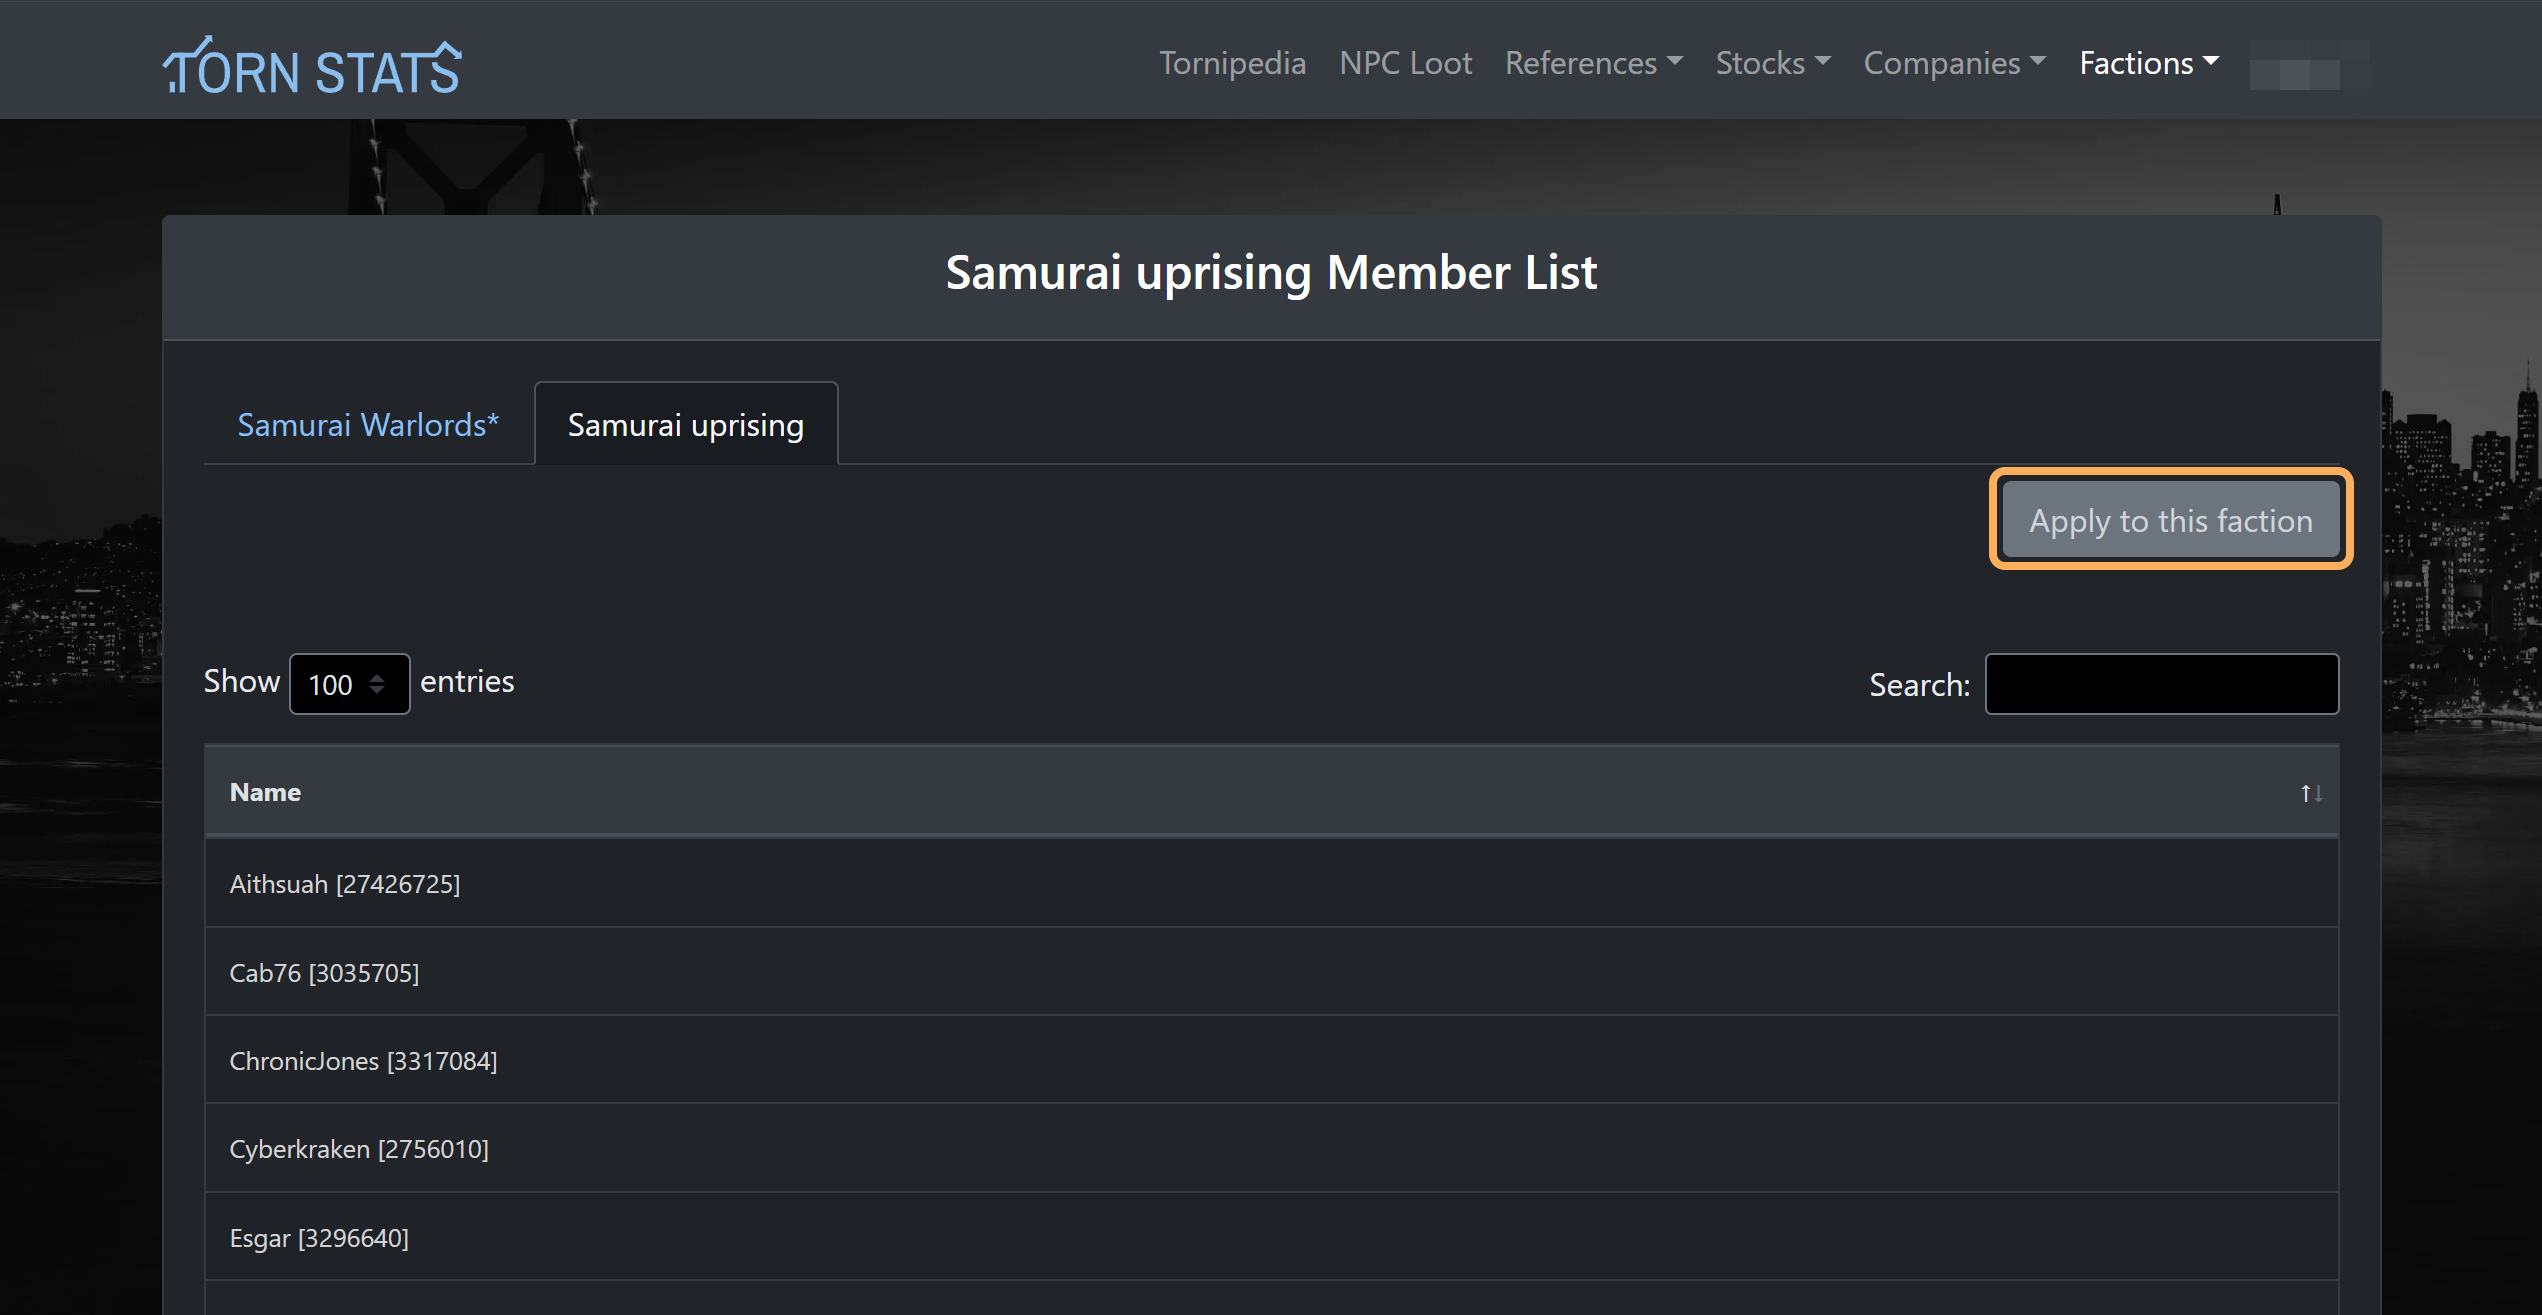 TORN STATS
Tornipedia NPC Loot References Stocks Companies Factions
Samurai uprising Member List
Samurai Warlords* Samurai uprising
Apply to this faction
Show 100 entries Search:
Name
Aithsuah [27426725]
Cab76 [3035705]
ChronicJones [3317084]
Cyberkraken [2756010]
Esgar [3296640]